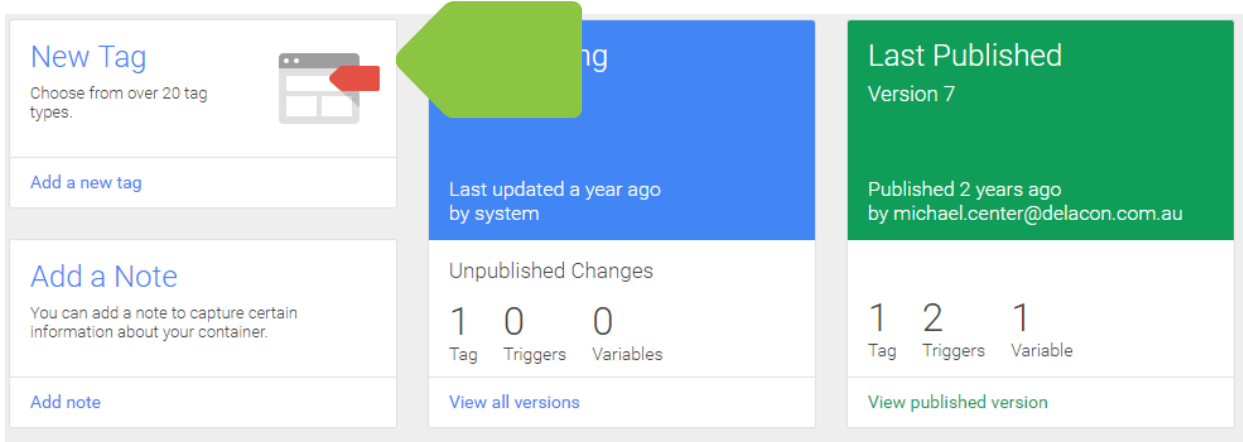 New Tag
Choose from over 20 tag
types.
Add a new tag
Add a Note
You can add a note to capture certain
information about your container.
Add note
Last updated a year ago
by system
Unpublished Changes
1 0 0
Tag Triggers Variables
View all versions
Last Published
Version 7
Published 2 years ago
by michael.center@delacon.com.au
1 2 1
Tag Triggers Variable
View published version